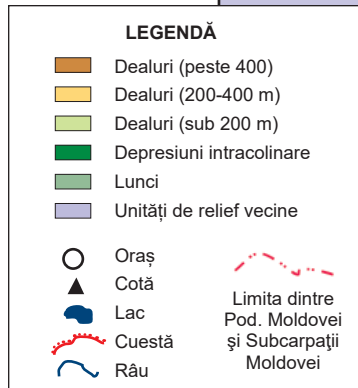 LEGENDĂ
Dealuri (peste 400)
Dealuri (200-400 m)
Dealuri (sub 200 m)
Depresiuni intracolinare
Lunci
Unități de relief vecine
Oraș
Cotă
Lac
Cuestă
Râu
Limita dintre
Pod. Moldovei
şi Subcarpaţii
Moldovei